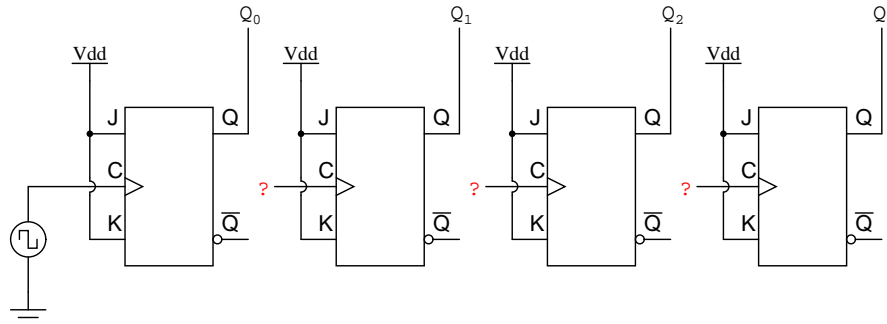 Q₀ Q₁ Q₂ Q
Vdd Vdd Vdd Vdd
J Q J Q J Q J Q
C C C C
? ? ?
K Q̅ K Q̅ K Q̅ K Q̅